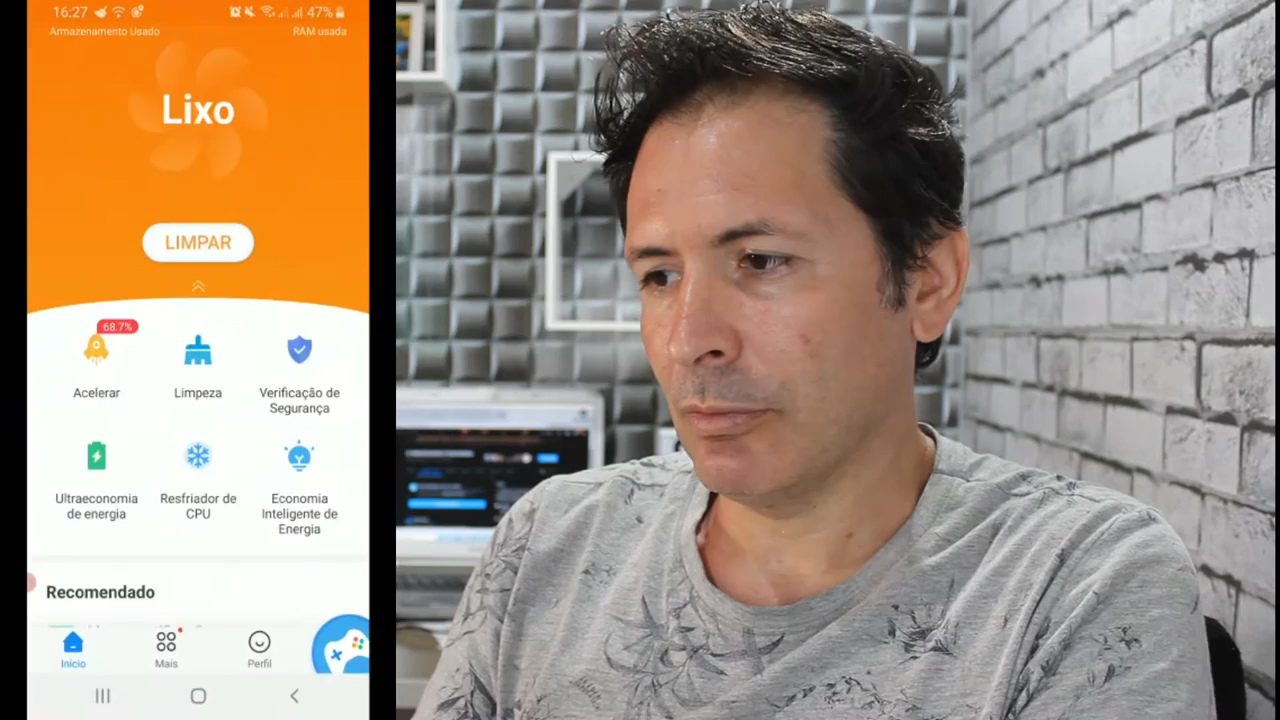 16:27
47%
Armazenamento Usado
RAM usada
Lixo
LIMPAR
68.7%
Acelerar
Limpeza
Verificação de
Segurança
Ultraeconomia
de energia
Resfriador de
CPU
Economia
Inteligente de
Energia
Recomendado
Início
Mais
Perfil